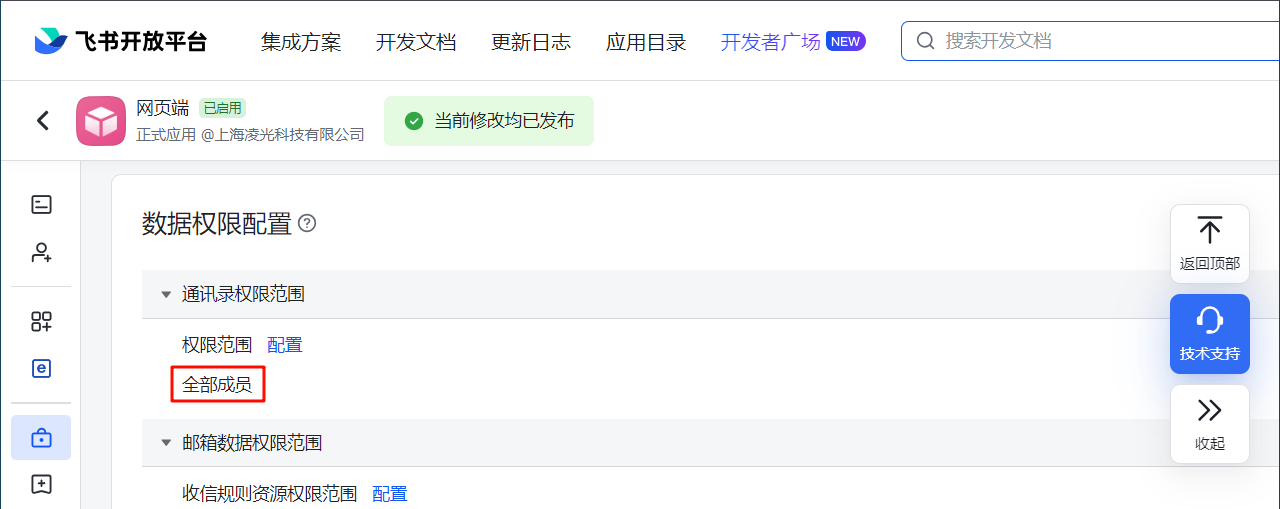 飞书开放平台 集成方案 开发文档 更新日志 应用目录 开发者广场 NEW 搜索开发文档
网页端 已启用
正式应用 @上海凌光科技有限公司
当前修改均已发布
数据权限配置 ?
通讯录权限范围
权限范围 配置
全部成员
邮箱数据权限范围
收信规则资源权限范围 配置
返回顶部
技术支持
收起